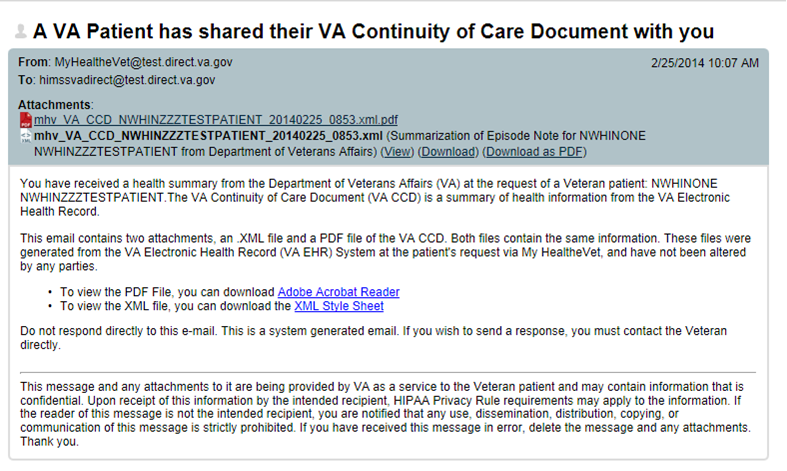 A VA Patient has shared their VA Continuity of Care Document with you
From: MyHealtheVet@test.direct.va.gov 2/25/2014 10:07 AM
To: himssvadirect@test.direct.va.gov
Attachments:
mhv_VA_CCD_NWHINZZZTESTPATIENT_20140225_0853.xml.pdf
mhv_VA_CCD_NWHINZZZTESTPATIENT_20140225_0853.xml (Summarization of Episode Note for NWHINONE
NWHINZZZTESTPATIENT from Department of Veterans Affairs) (View) (Download) (Download as PDF)
You have received a health summary from the Department of Veterans Affairs (VA) at the request of a Veteran patient: NWHINONE
NWHINZZZTESTPATIENT.The VA Continuity of Care Document (VA CCD) is a summary of health information from the VA Electronic
Health Record.
This email contains two attachments, an .XML file and a PDF file of the VA CCD. Both files contain the same information. These files were
generated from the VA Electronic Health Record (VA EHR) System at the patient's request via My HealtheVet, and have not been altered
by any parties.
• To view the PDF File, you can download Adobe Acrobat Reader
• To view the XML file, you can download the XML Style Sheet
Do not respond directly to this e-mail. This is a system generated email. If you wish to send a response, you must contact the Veteran
directly.
This message and any attachments to it are being provided by VA as a service to the Veteran patient and may contain information that is
confidential. Upon receipt of this information by the intended recipient, HIPAA Privacy Rule requirements may apply to the information. If
the reader of this message is not the intended recipient, you are notified that any use, dissemination, distribution, copying, or
communication of this message is strictly prohibited. If you have received this message in error, delete the message and any attachments.
Thank you.